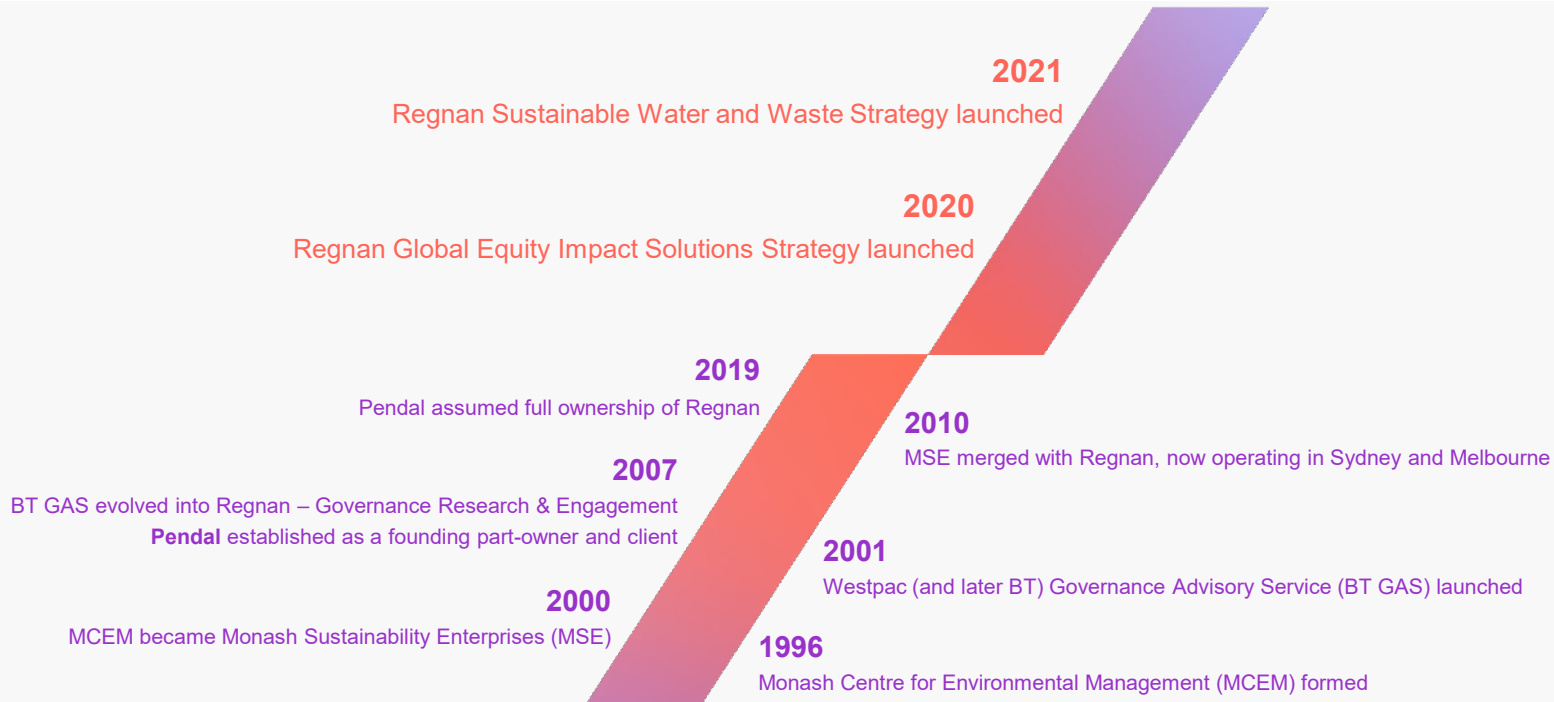 2021
Regnan Sustainable Water and Waste Strategy launched
2020
Regnan Global Equity Impact Solutions Strategy launched
2019
Pendal assumed full ownership of Regnan
2010
MSE merged with Regnan, now operating in Sydney and Melbourne
2007
BT GAS evolved into Regnan – Governance Research & Engagement
Pendal established as a founding part-owner and client
2001
Westpac (and later BT) Governance Advisory Service (BT GAS) launched
2000
MCEM became Monash Sustainability Enterprises (MSE)
1996
Monash Centre for Environmental Management (MCEM) formed